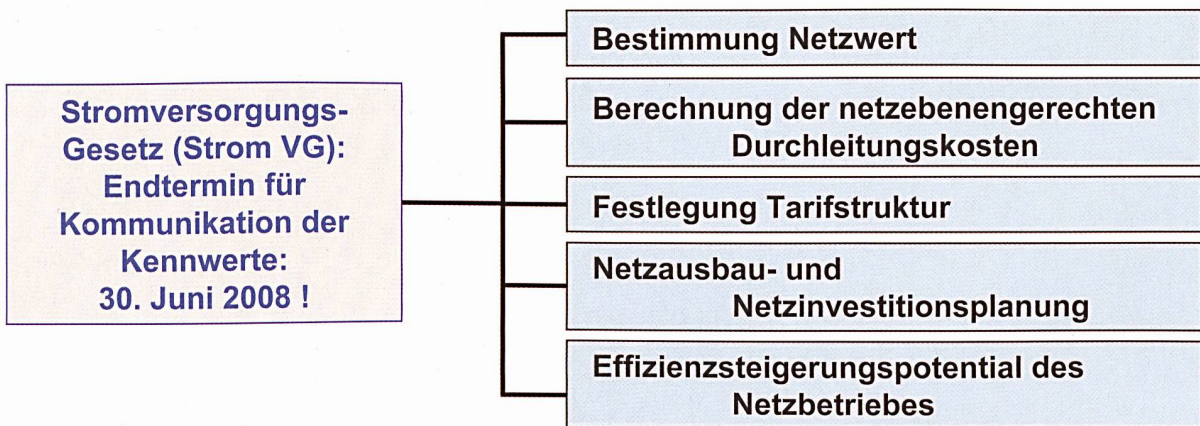 Stromversorgungs-
Gesetz (Strom VG):
Endtermin für
Kommunikation der
Kennwerte:
30. Juni 2008 !
Bestimmung Netzwert
Berechnung der netzebenengerechten
Durchleitungskosten
Festlegung Tarifstruktur
Netzausbau- und
Netzinvestitionsplanung
Effizienzsteigerungspotential des
Netzbetriebes